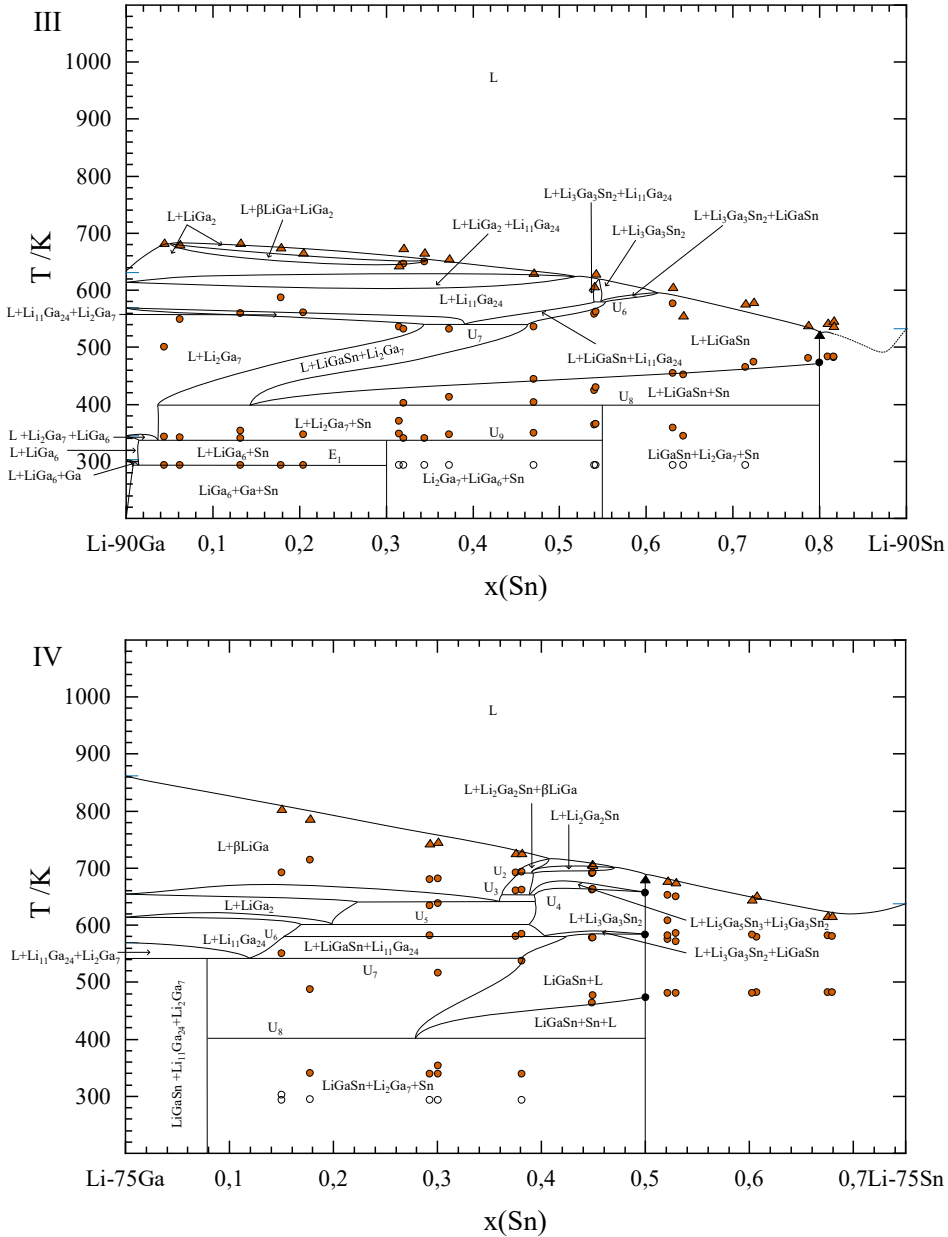 III
1000
900
800
700
600
500
400
300
T /K
L
L+LiGa₂
L+βLiGa+LiGa₂
L+LiGa₂ +Li₁₁Ga₂₄
L+Li₃Ga₃Sn₂+Li₁₁Ga₂₄
L+Li₃Ga₃Sn₂
L+Li₃Ga₃Sn₂+LiGaSn
L+Li₁₁Ga₂₄
L+Li₁₁Ga₂₄+Li₂Ga₇
U₆
U₇
L+LiGaSn
L+Li₂Ga₇
L+LiGaSn+Li₂Ga₇
L+LiGaSn+Li₁₁Ga₂₄
U₈
L+LiGaSn+Sn
L+Li₂Ga₇+Sn
L +Li₂Ga₇+LiGa₆
U₉
L+LiGa₆
L+LiGa₆+Sn
E₁
LiGaSn+Li₂Ga₇+Sn
L+LiGa₆+Ga
LiGa₆+Ga+Sn
Li₂Ga₇+LiGa₆+Sn
Li-90Ga 0,1 0,2 0,3 0,4 0,5 0,6 0,7 0,8 Li-90Sn
x(Sn)
IV
1000
900
800
700
600
500
400
300
T /K
L
L+Li₂Ga₂Sn+βLiGa
L+Li₂Ga₂Sn
L+βLiGa
U₂
U₃
L+LiGa₂
U₄
U₅
L+Li₃Ga₃Sn₂
L+Li₅Ga₅Sn₃+Li₃Ga₃Sn₂
U₆
L+Li₁₁Ga₂₄
L+LiGaSn+Li₁₁Ga₂₄
L+Li₃Ga₃Sn₂+LiGaSn
L+Li₁₁Ga₂₄+Li₂Ga₇
U₇
LiGaSn+L
LiGaSn+Sn+L
U₈
LiGaSn +Li₁₁Ga₂₄+Li₂Ga₇
LiGaSn+Li₂Ga₇+Sn
Li-75Ga 0,1 0,2 0,3 0,4 0,5 0,6 0,7 Li-75Sn
x(Sn)